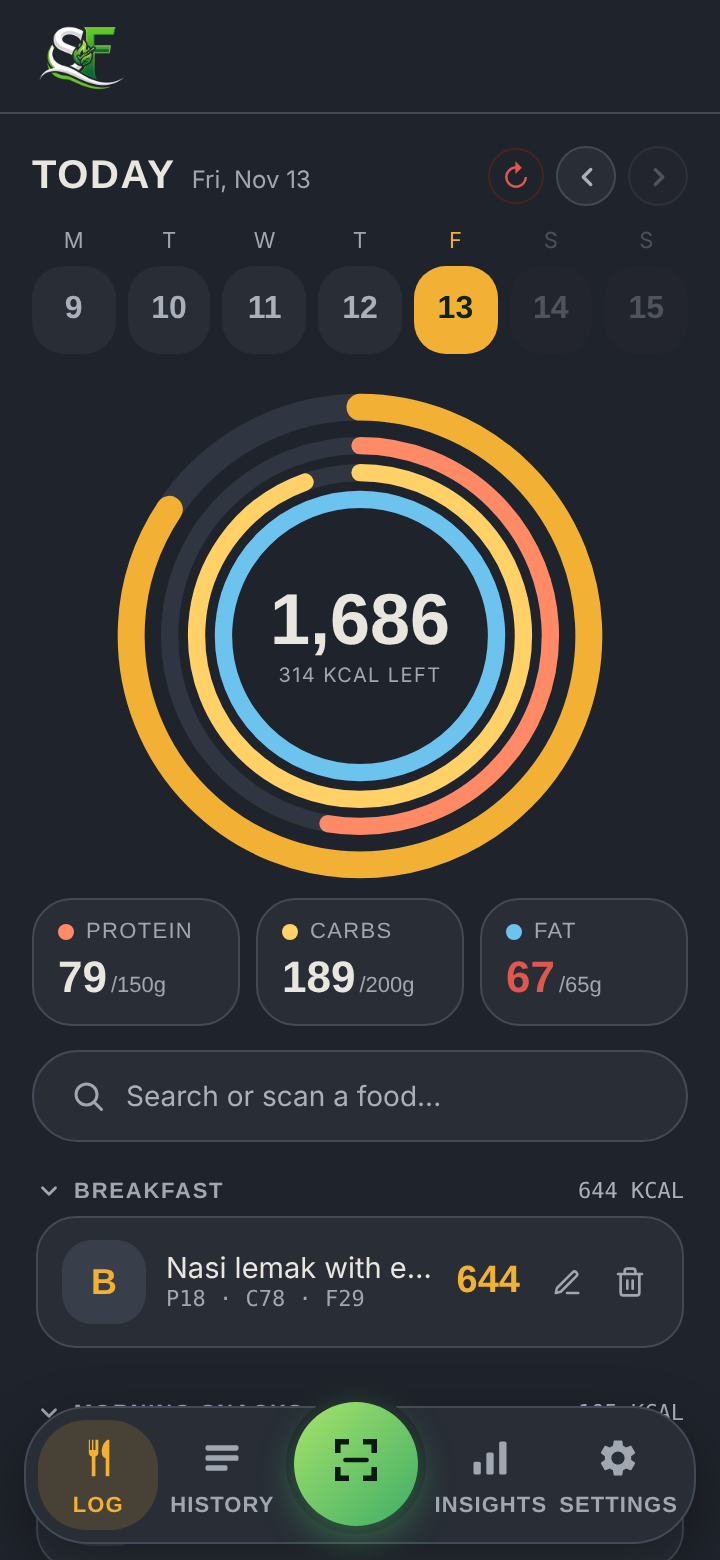 SF
TODAY Fri, Nov 13
M T W T F S S
9 10 11 12 13 14 15
1,686
314 KCAL LEFT
PROTEIN
79 /150g
CARBS
189 /200g
FAT
67 /65g
Search or scan a food...
BREAKFAST 644 KCAL
B Nasi lemak with e... 644
P18 · C78 · F29
LOG HISTORY INSIGHTS SETTINGS